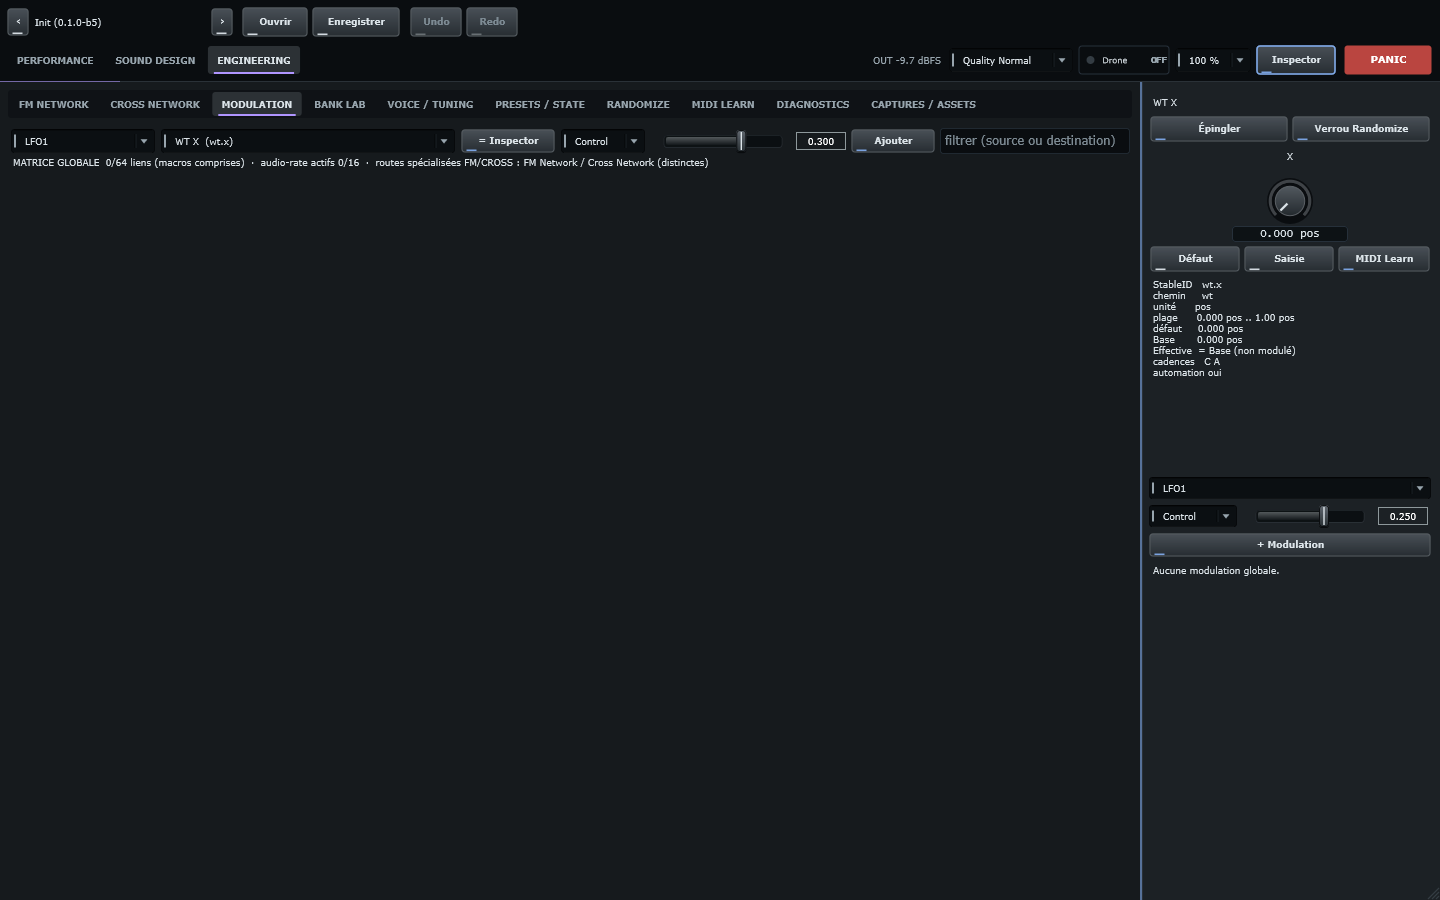 ‹ Init (0.1.0-b5) › Ouvrir Enregistrer Undo Redo
PERFORMANCE SOUND DESIGN ENGINEERING OUT -9.7 dBFS Quality Normal Drone OFF 100 % Inspector PANIC
FM NETWORK CROSS NETWORK MODULATION BANK LAB VOICE / TUNING PRESETS / STATE RANDOMIZE MIDI LEARN DIAGNOSTICS CAPTURES / ASSETS
LFO1 WT X (wt.x) = Inspector Control 0.300 Ajouter filtrer (source ou destination)
MATRICE GLOBALE 0/64 liens (macros comprises) · audio-rate actifs 0/16 · routes spécialisées FM/CROSS : FM Network / Cross Network (distinctes)
WT X
Épingler Verrou Randomize
X
0.000 pos
Défaut Saisie MIDI Learn
StableID wt.x
chemin wt
unité pos
plage 0.000 pos .. 1.00 pos
défaut 0.000 pos
Base 0.000 pos
Effective = Base (non modulé)
cadences C A
automation oui
LFO1
Control 0.250
+ Modulation
Aucune modulation globale.